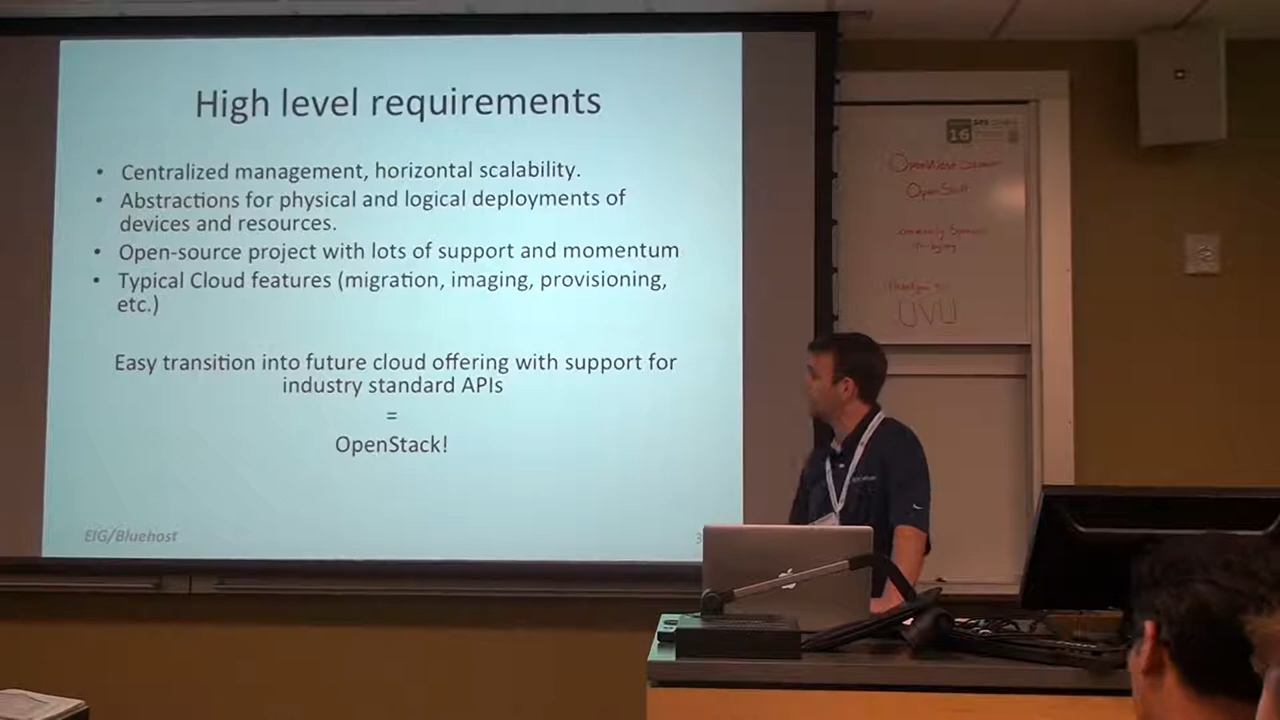 High level requirements
• Centralized management, horizontal scalability.
• Abstractions for physical and logical deployments of
devices and resources.
• Open-source project with lots of support and momentum
• Typical Cloud features (migration, imaging, provisioning,
etc.)
Easy transition into future cloud offering with support for
industry standard APIs
=
OpenStack!
EIG/Bluehost
3
16
OpenWest
OpenStack
UVU